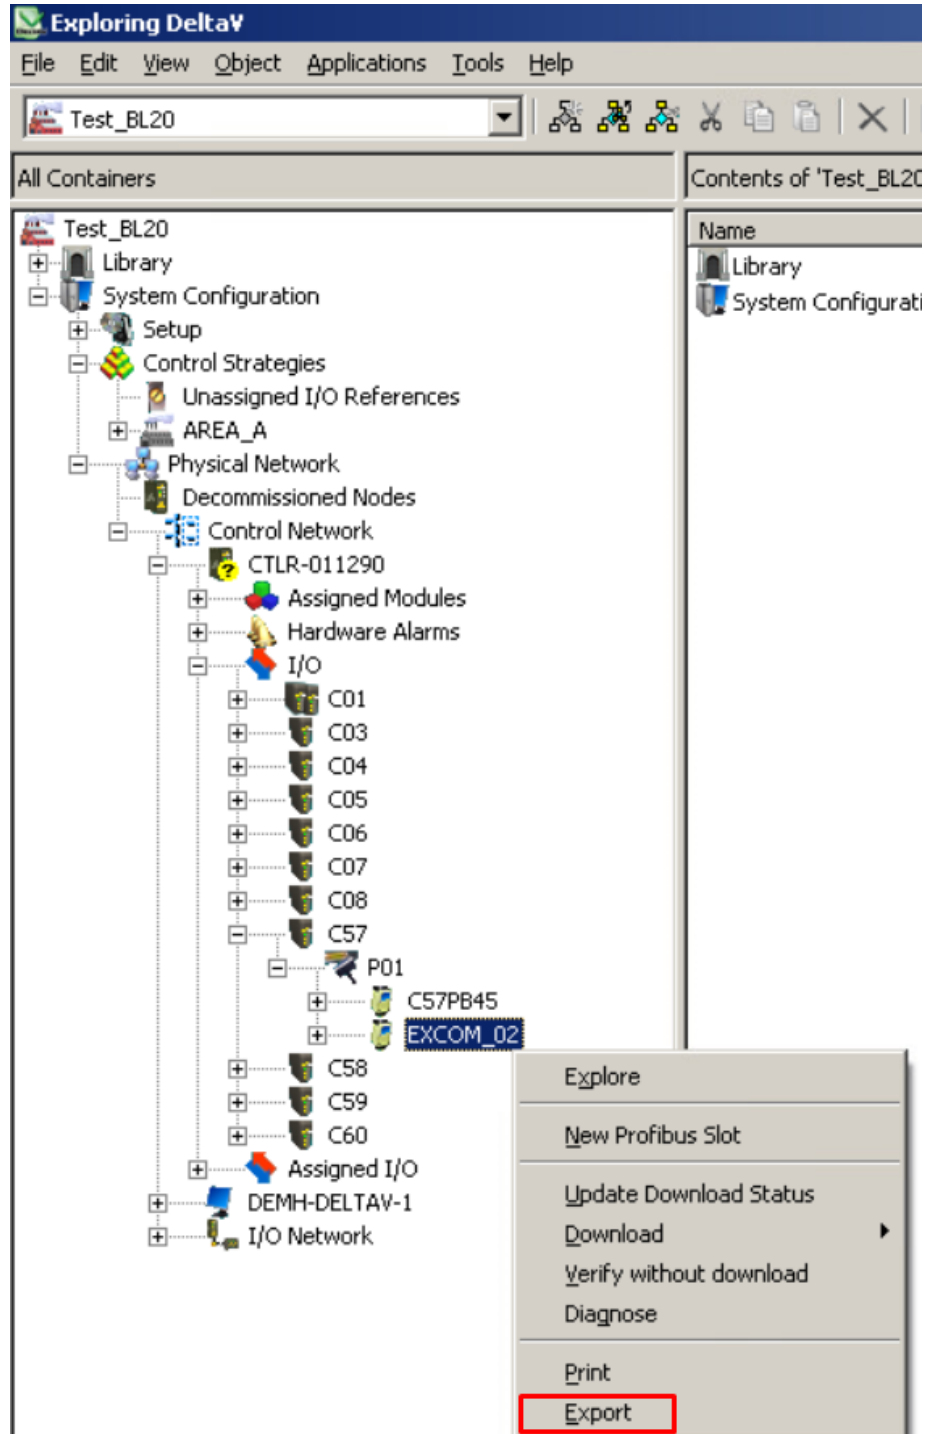 Exploring DeltaV
File Edit View Object Applications Tools Help
Test_BL20
All Containers
Contents of 'Test_BL20
Test_BL20
Name
Library
Library
System Configuration
System Configurati
Setup
Control Strategies
Unassigned I/O References
AREA_A
Physical Network
Decommissioned Nodes
Control Network
CTLR-011290
Assigned Modules
Hardware Alarms
I/O
C01
C03
C04
C05
C06
C07
C08
C57
P01
C57PB45
EXCOM_02
C58
C59
C60
Assigned I/O
DEMH-DELTAV-1
I/O Network
Explore
New Profibus Slot
Update Download Status
Download
Verify without download
Diagnose
Print
Export